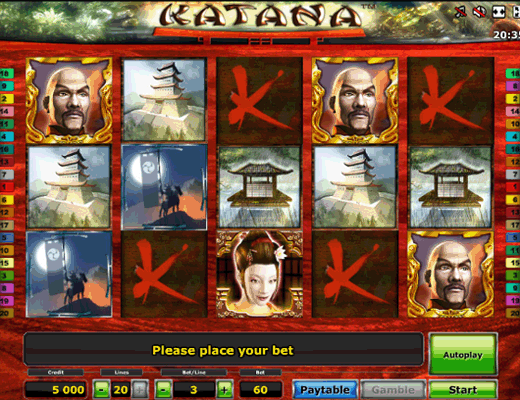 KATANA™
20:35
K K
K K
Please place your bet
Autoplay
Credit Lines Bet/Line Bet
5 000 - 20 + - 3 + 60 Paytable Gamble Start